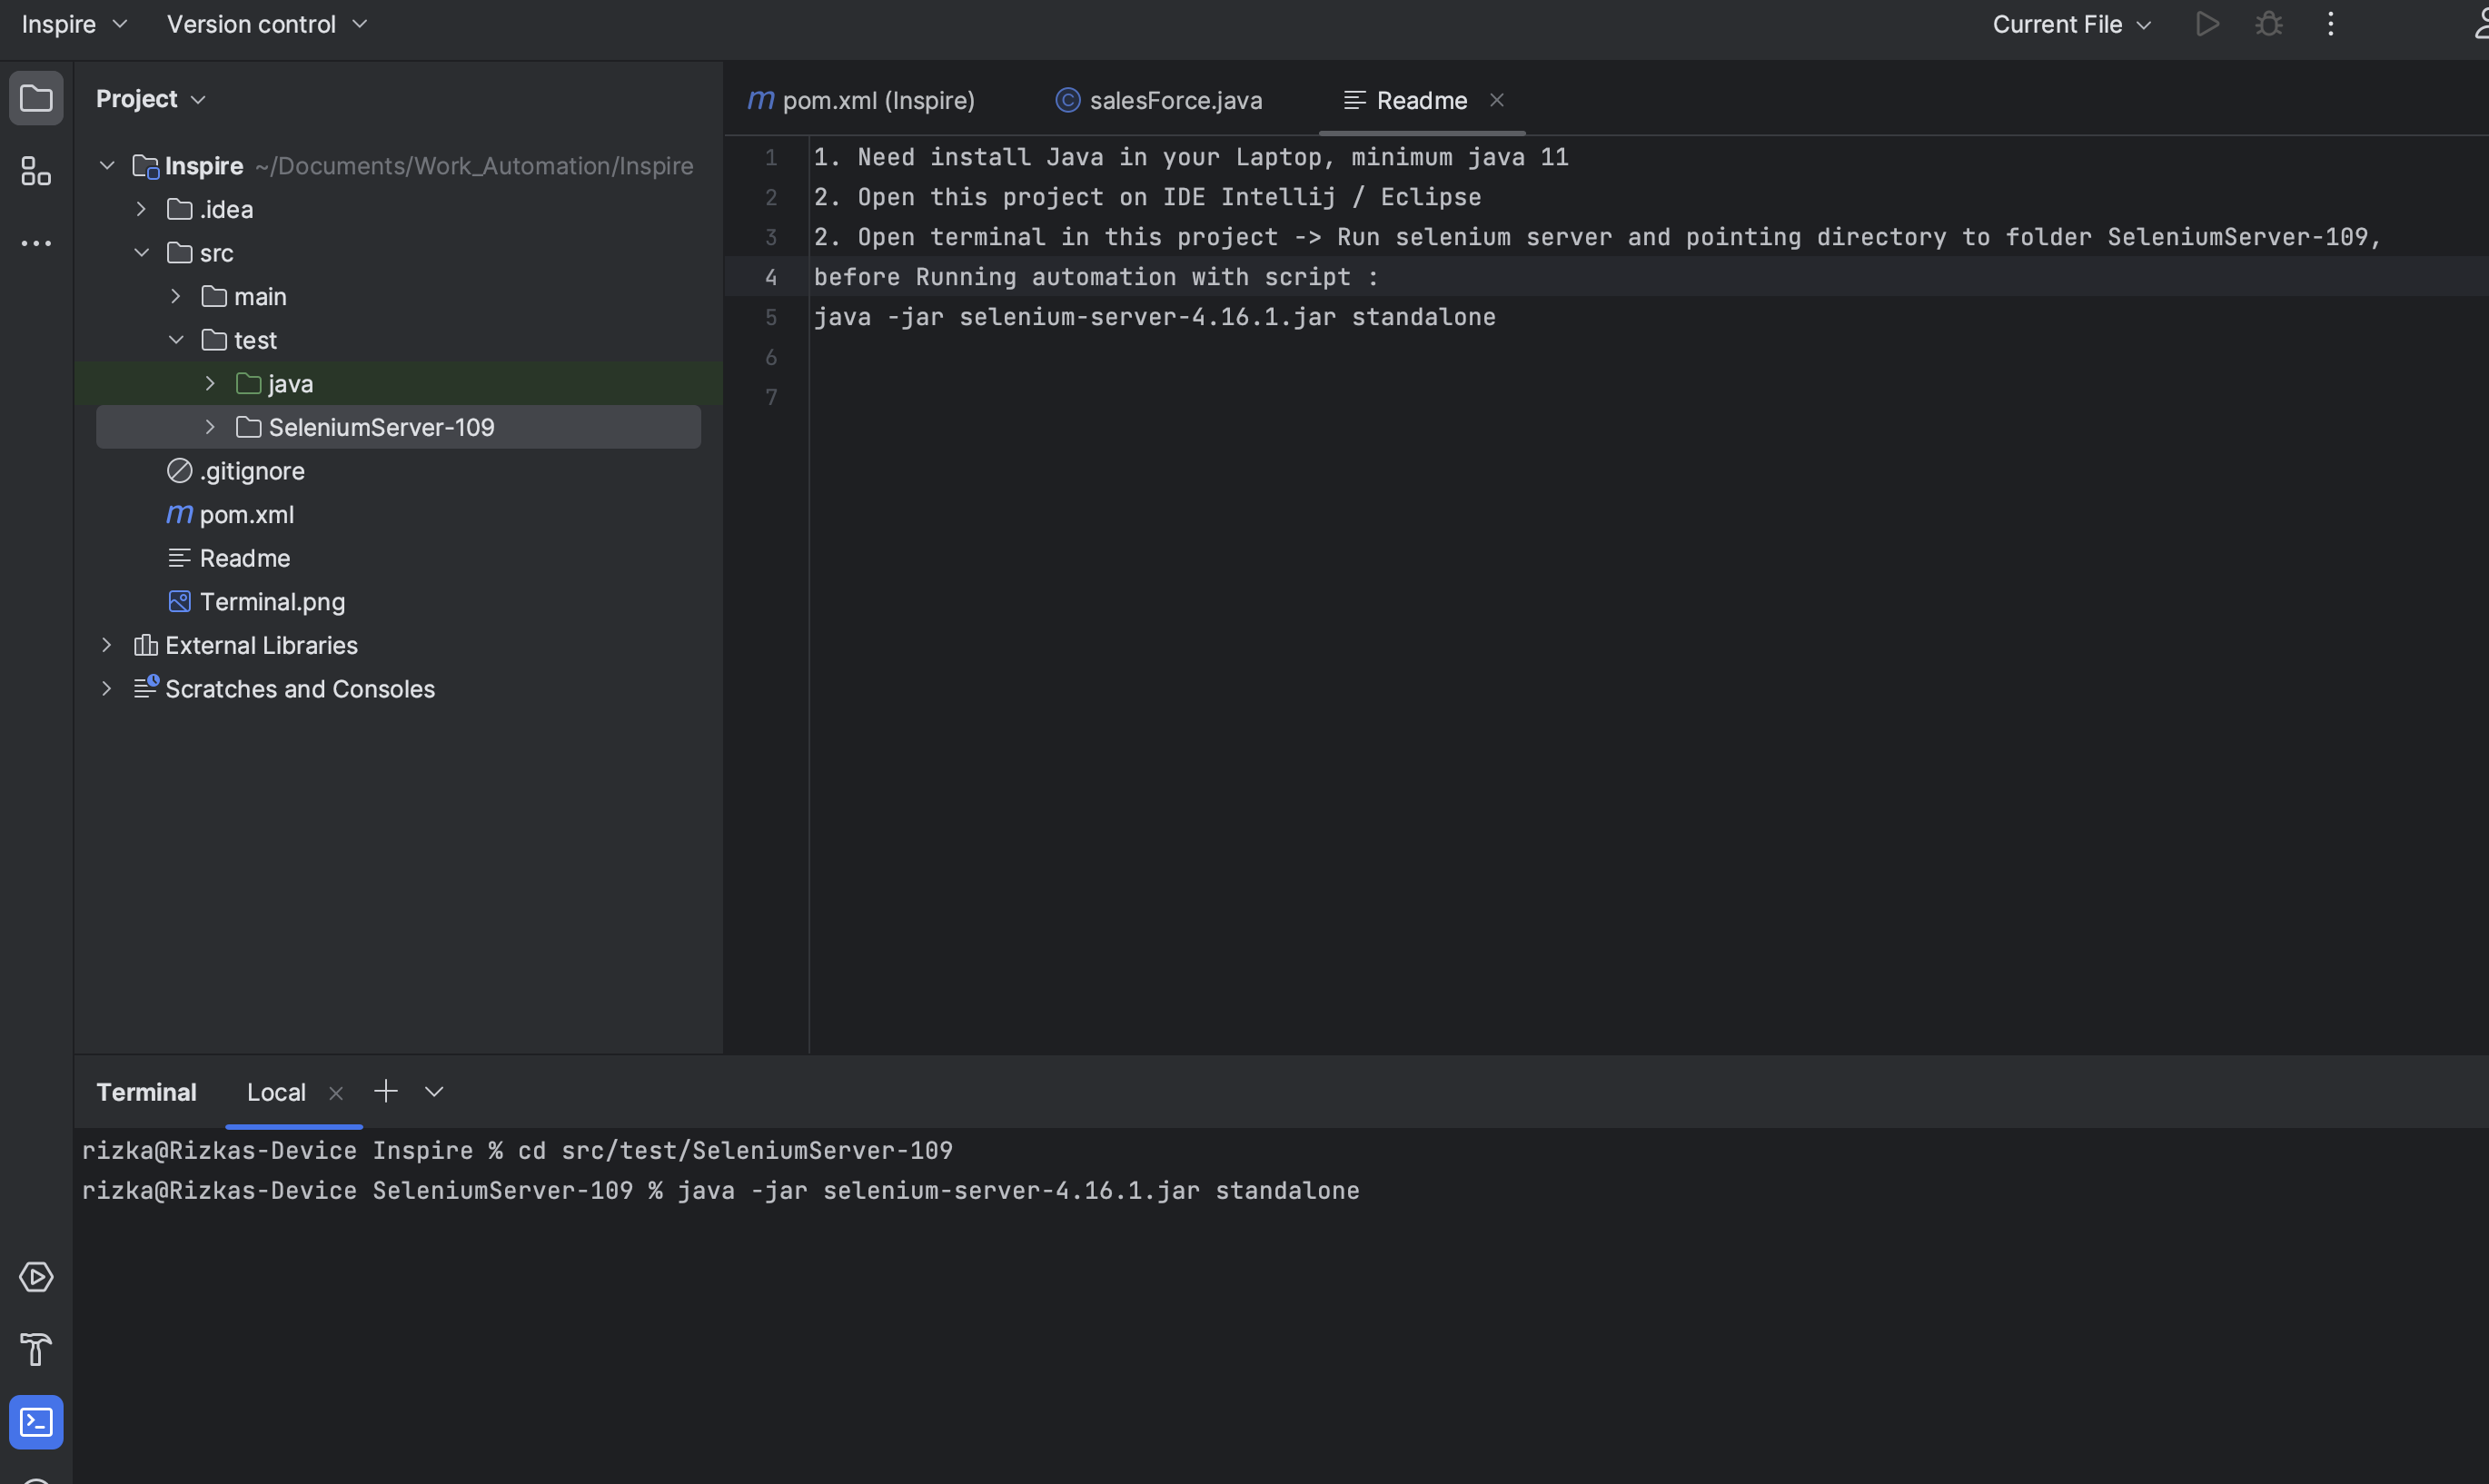 Inspire
Version control
Current File
Project
pom.xml (Inspire)
salesForce.java
Readme
Inspire ~/Documents/Work_Automation/Inspire
.idea
src
main
test
java
SeleniumServer-109
.gitignore
pom.xml
Readme
Terminal.png
External Libraries
Scratches and Consoles
1 1. Need install Java in your Laptop, minimum java 11
2 2. Open this project on IDE Intellij / Eclipse
3 2. Open terminal in this project -> Run selenium server and pointing directory to folder SeleniumServer-109,
4 before Running automation with script :
5 java -jar selenium-server-4.16.1.jar standalone
6
7
Terminal Local
rizka@Rizkas-Device Inspire % cd src/test/SeleniumServer-109
rizka@Rizkas-Device SeleniumServer-109 % java -jar selenium-server-4.16.1.jar standalone